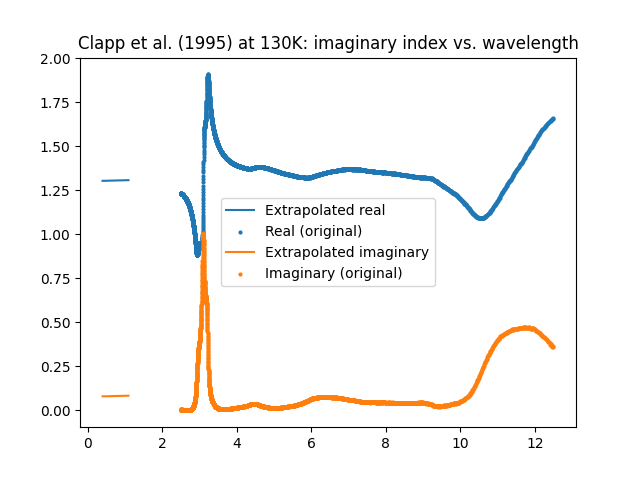 Clapp et al. (1995) at 130K: imaginary index vs. wavelength
2.00
1.75
1.50
1.25
1.00
0.75
0.50
0.25
0.00
Extrapolated real
Real (original)
Extrapolated imaginary
Imaginary (original)
0 2 4 6 8 10 12